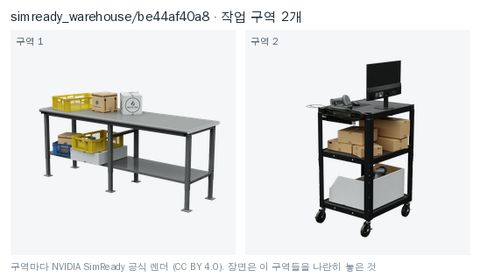 simready_warehouse/be44af40a8 · 작업 구역 2개
구역 1
구역 2
구역마다 NVIDIA SimReady 공식 렌더 (CC BY 4.0). 장면은 이 구역들을 나란히 놓은 것